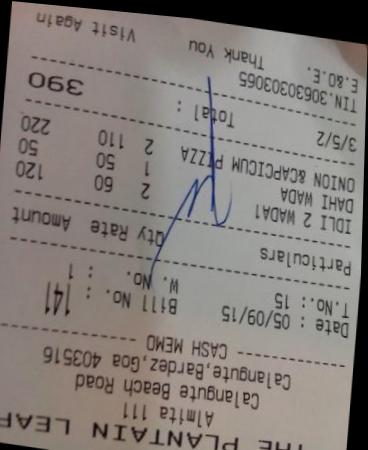 THE PLANTAIN LEAF
Almita 111
Calangute Beach Road
Calangute,Bardez,Goa 403516
CASH MEMO
Date : 05/09/15 Bill No. : 141
T.No.: 15 W. No. : 1
Particulars Qty Rate Amount
IDLI 2 WADA1 2 60 120
DAHI WADA 1 50 50
ONION &CAPCICUM PIZZA 2 110 220
3/5/2 Total : 390
TIN.30630303065
E.&O.E. Thank You Visit Again